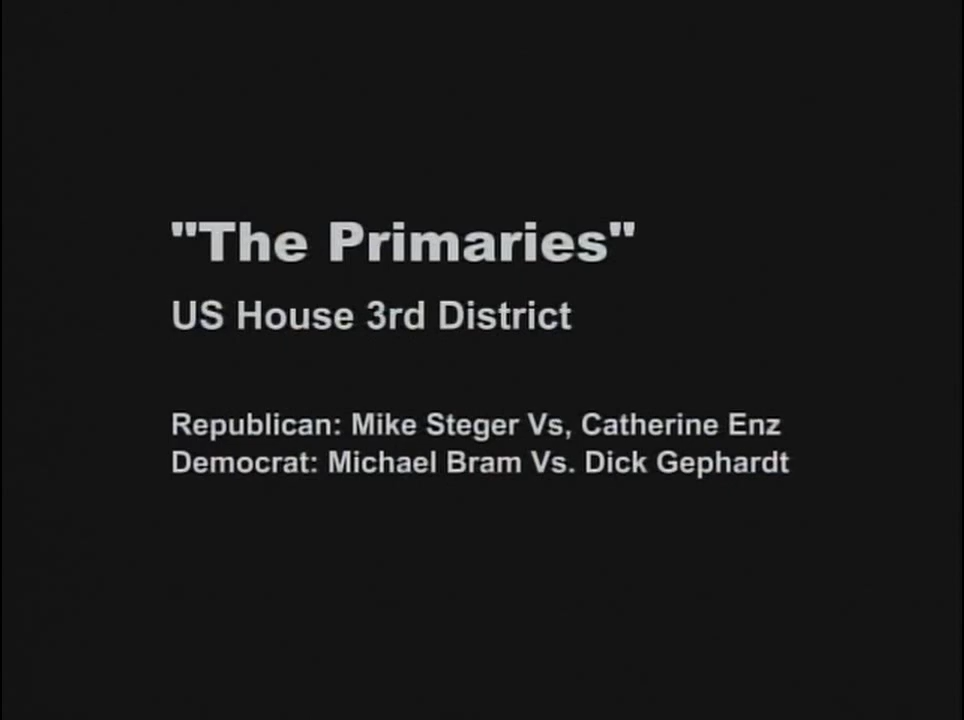 "The Primaries"
US House 3rd District
Republican: Mike Steger Vs, Catherine Enz
Democrat: Michael Bram Vs. Dick Gephardt